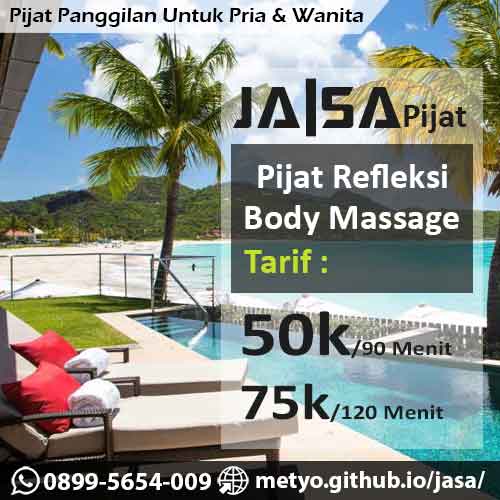 Pijat Panggilan Untuk Pria & Wanita
JA|SA Pijat
Pijat Refleksi
Body Massage
Tarif :
50k/90 Menit
75k/120 Menit
0899-5654-009 metyo.github.io/jasa/